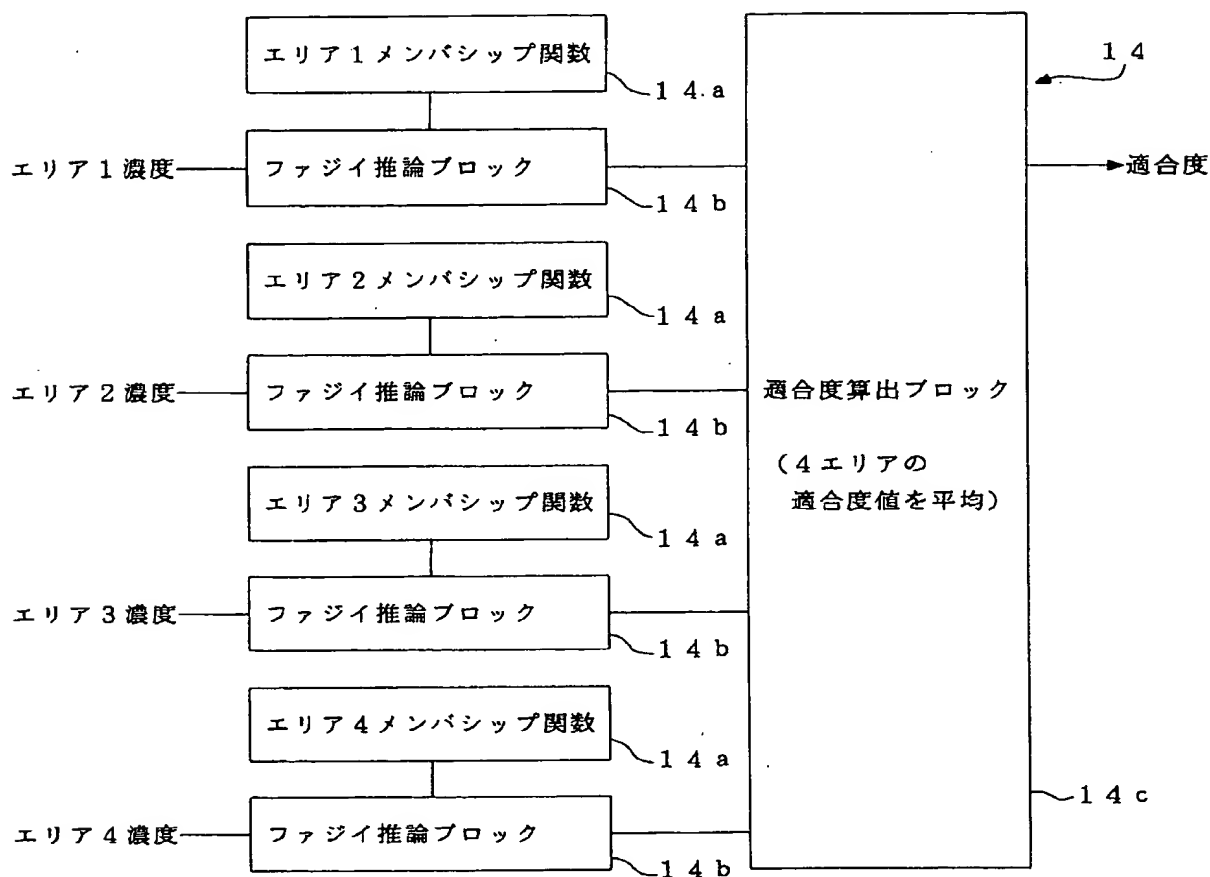 エリア1メンバシップ関数
14
14.a
エリア1濃度
ファジイ推論ブロック
適合度
14b
エリア2メンバシップ関数
14a
エリア2濃度
ファジイ推論ブロック
適合度算出ブロック
14b
(4エリアの
適合度値を平均)
エリア3メンバシップ関数
14a
エリア3濃度
ファジイ推論ブロック
14b
エリア4メンバシップ関数
14a
14c
エリア4濃度
ファジイ推論ブロック
14b